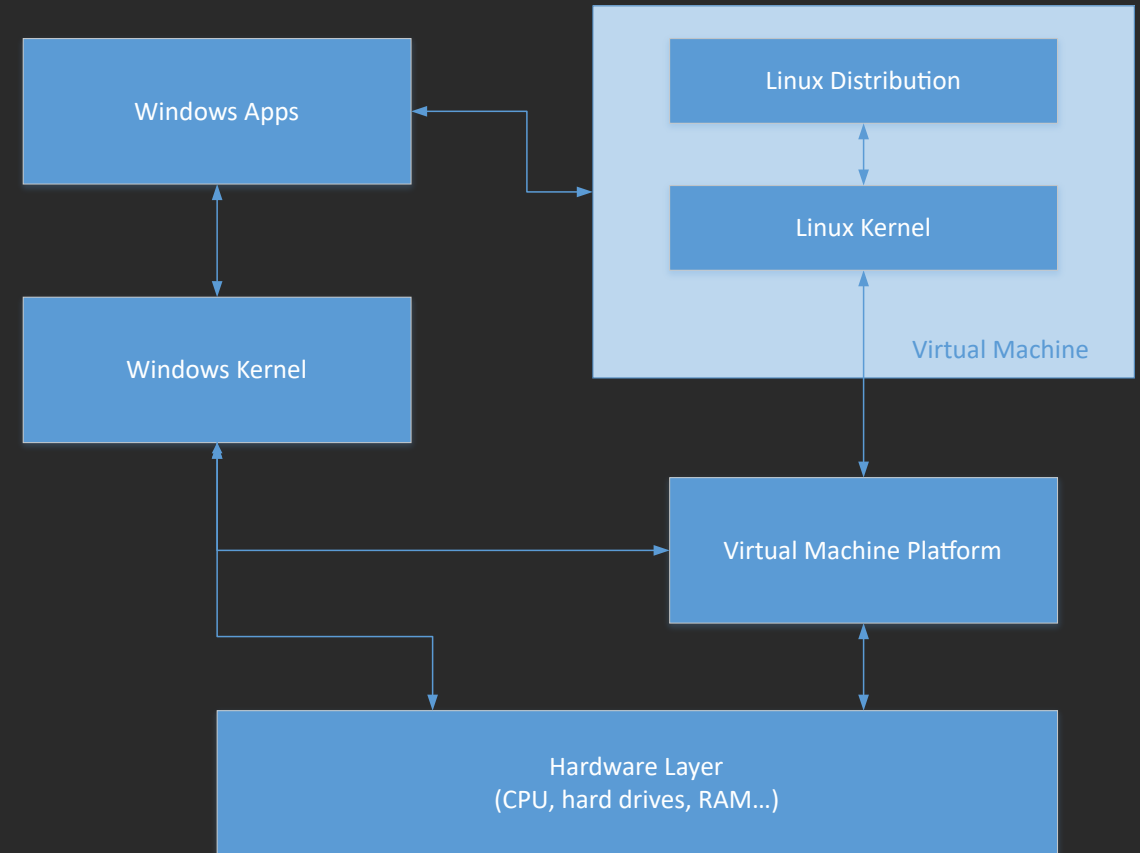 Windows Apps
Linux Distribution
Linux Kernel
Virtual Machine
Windows Kernel
Virtual Machine Platform
Hardware Layer
(CPU, hard drives, RAM...)